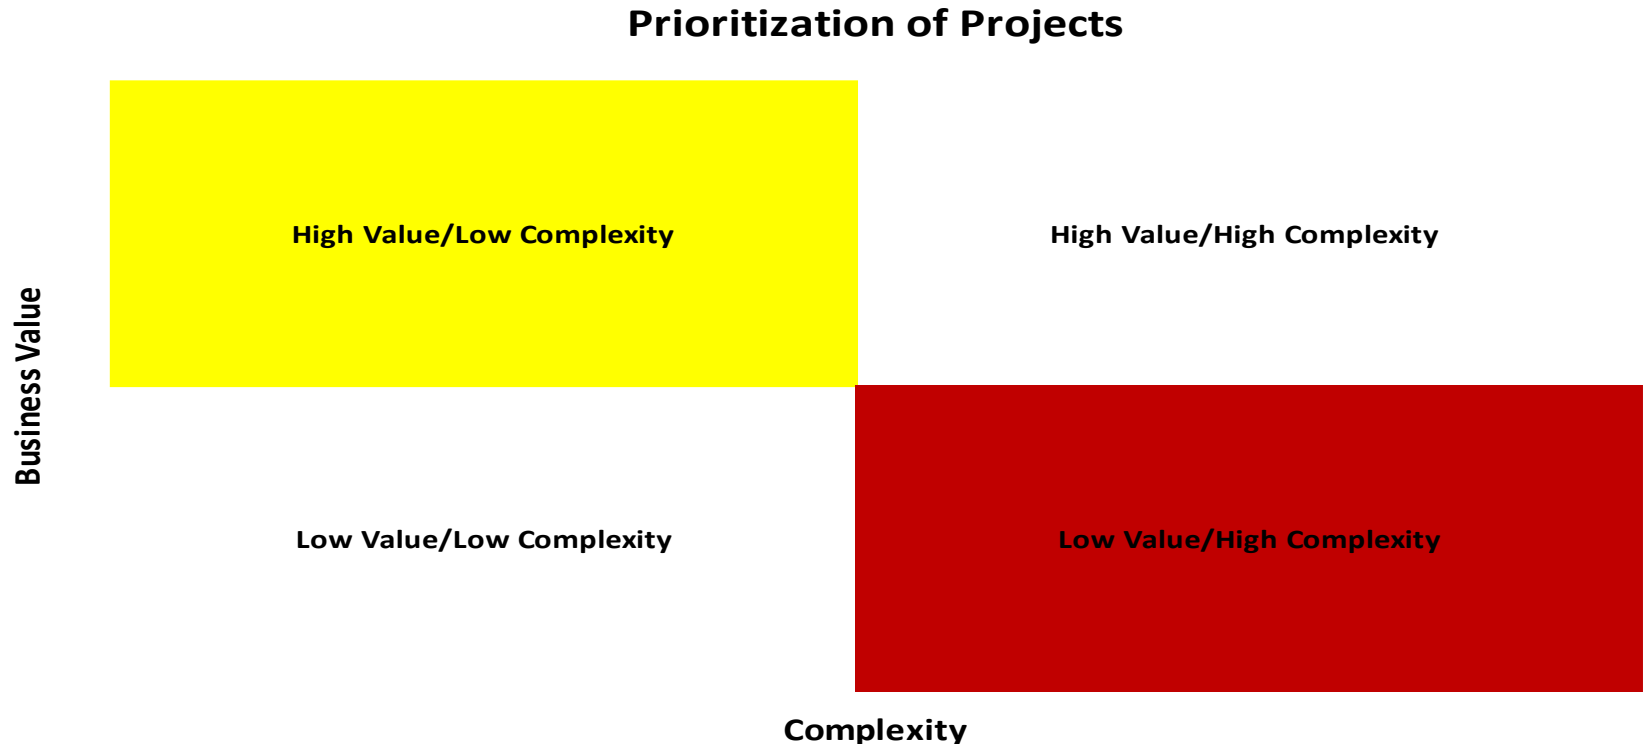 Prioritization of Projects
High Value/Low Complexity
High Value/High Complexity
Business Value
Low Value/Low Complexity
Low Value/High Complexity
Complexity